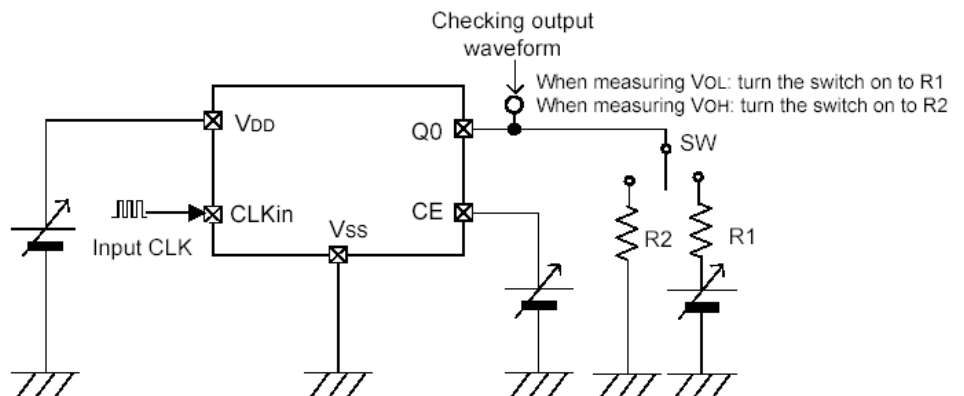 Checking output
waveform
When measuring VOL: turn the switch on to R1
When measuring VOH: turn the switch on to R2
VDD
Q0
SW
CLKin
CE
Input CLK
VSS
R2
R1